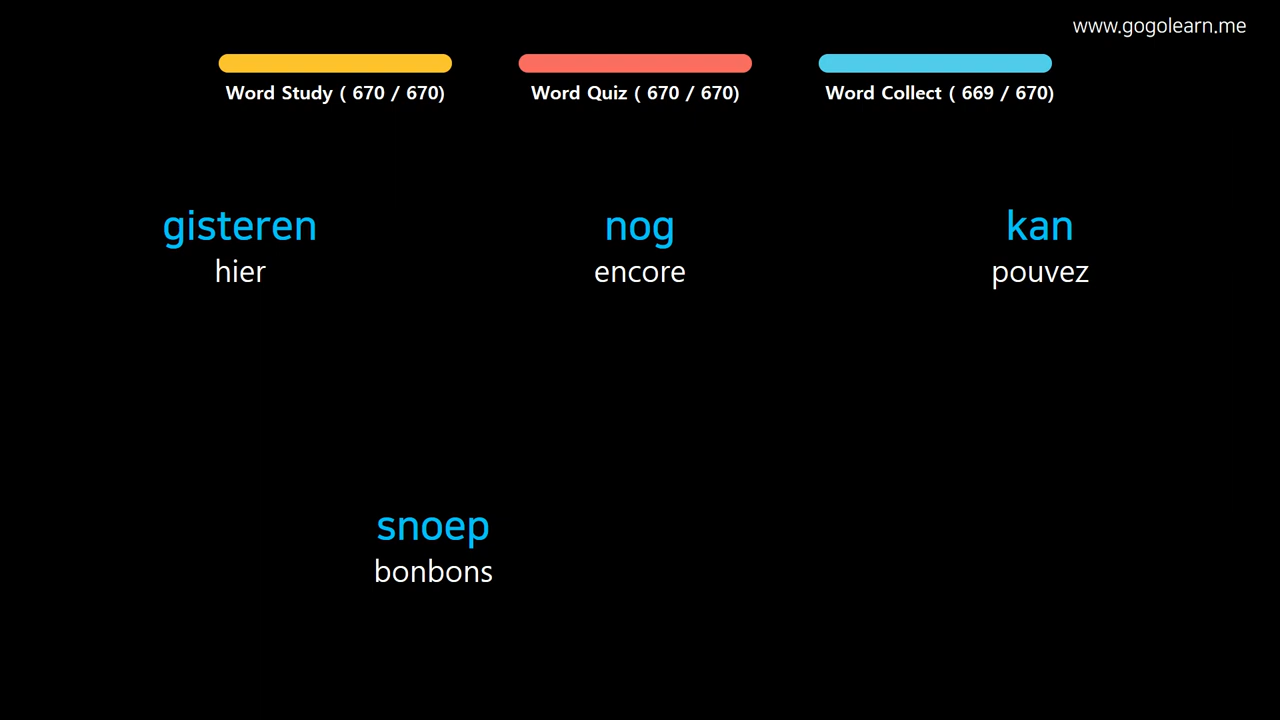 www.gogolearn.me
Word Study ( 670 / 670)
Word Quiz ( 670 / 670)
Word Collect ( 669 / 670)
gisteren
hier
nog
encore
kan
pouvez
snoep
bonbons